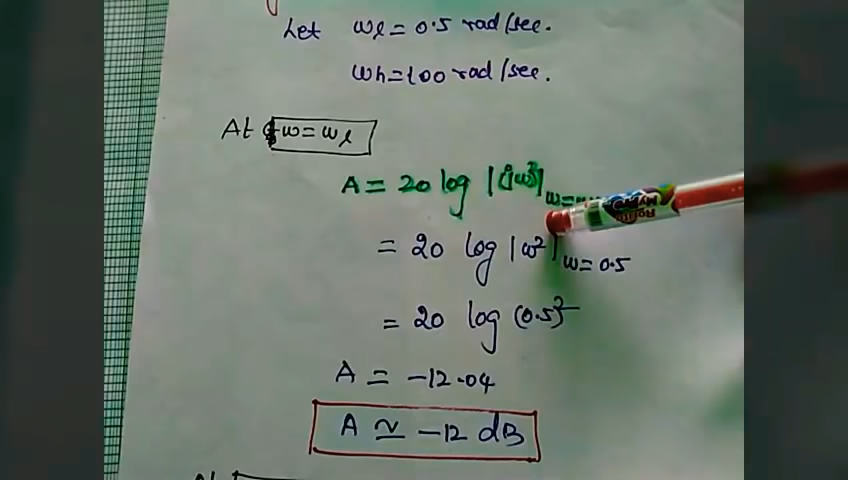 Let ωl = 0.5 rad/sec.
ωh = 100 rad/sec.
At ω = ωl
A = 20 log |(jω)²| ω=
= 20 log |ω²| ω = 0.5
= 20 log (0.5)²
A = -12.04
A ≃ -12 dB